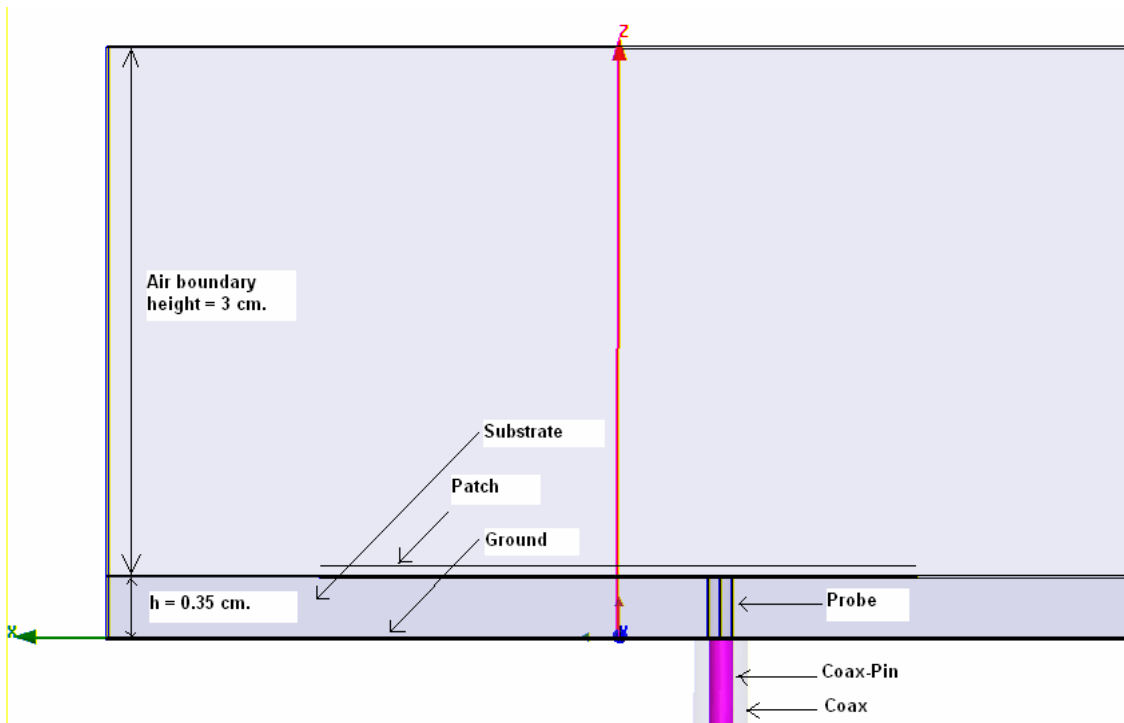 Z
Air boundary
height = 3 cm.
Substrate
Patch
Ground
h = 0.35 cm.
Probe
X
Coax-Pin
Coax